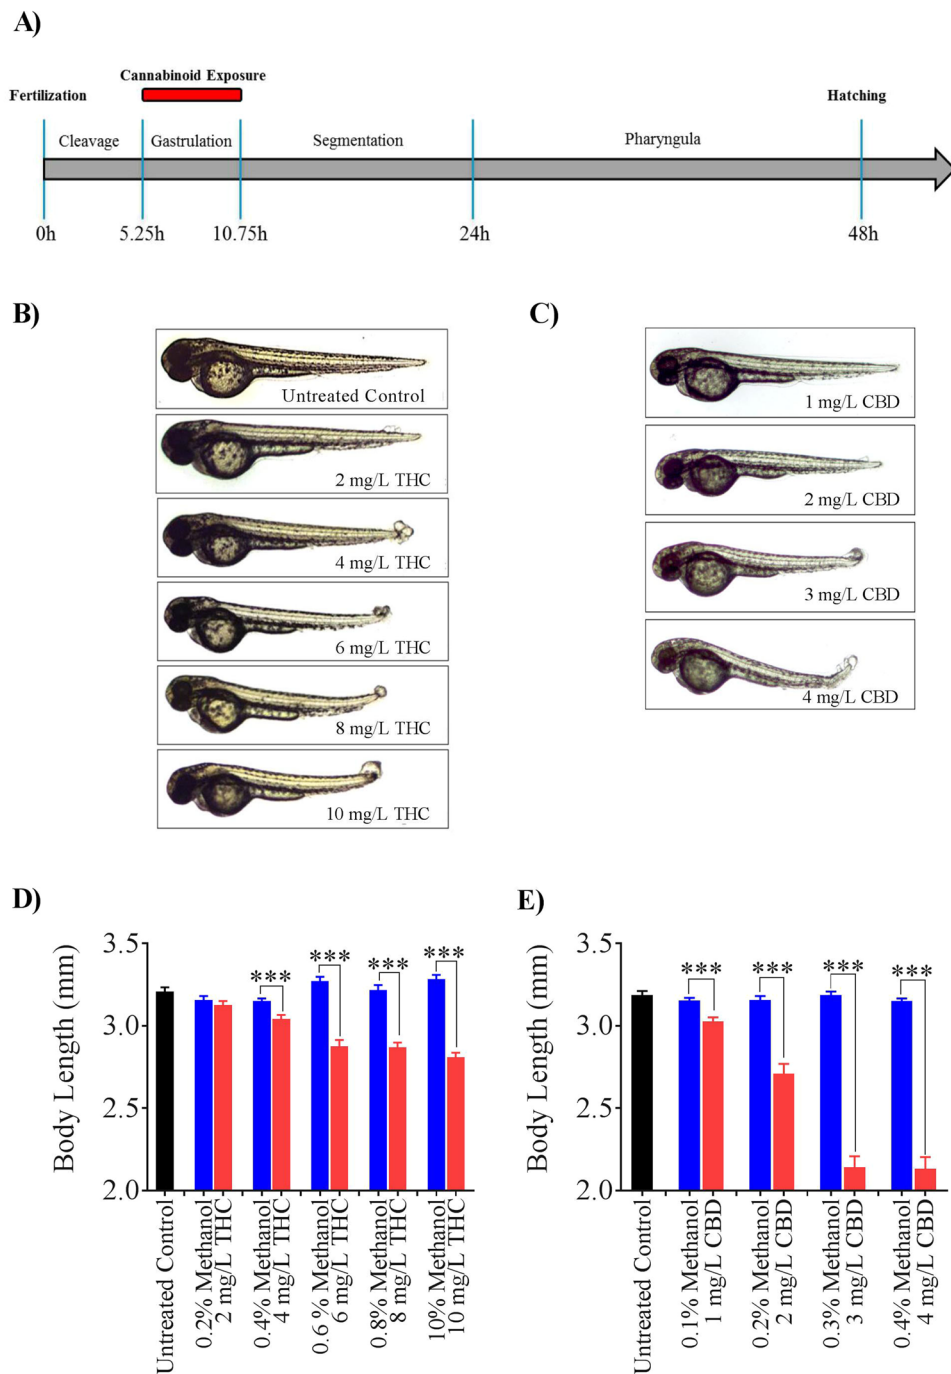 A)
Cannabinoid Exposure
Fertilization
Hatching
Cleavage
Gastrulation
Segmentation
Pharyngula
0h
5.25h
10.75h
24h
48h
B)
Untreated Control
2 mg/L THC
4 mg/L THC
6 mg/L THC
8 mg/L THC
10 mg/L THC
C)
1 mg/L CBD
2 mg/L CBD
3 mg/L CBD
4 mg/L CBD
D)
Body Length (mm)
3.5
3.0
2.5
2.0
***
***
***
***
Untreated Control
0.2% Methanol
2 mg/L THC
0.4% Methanol
4 mg/L THC
0.6 % Methanol
6 mg/L THC
0.8% Methanol
8 mg/L THC
10% Methanol
10 mg/L THC
E)
Body Length (mm)
3.5
3.0
2.5
2.0
***
***
***
***
Untreated Control
0.1% Methanol
1 mg/L CBD
0.2% Methanol
2 mg/L CBD
0.3% Methanol
3 mg/L CBD
0.4% Methanol
4 mg/L CBD